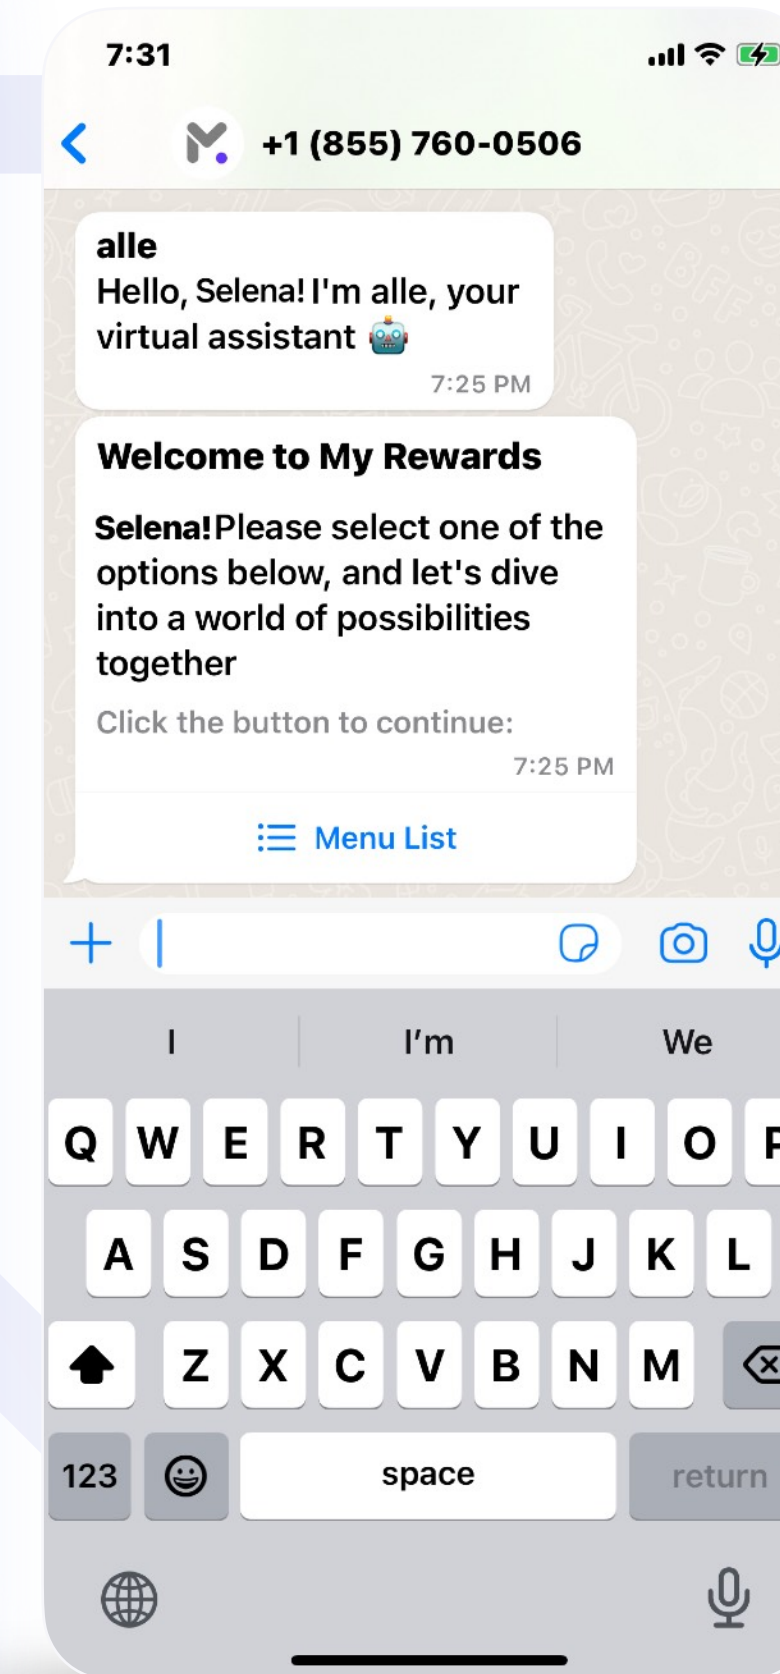 7:31
+1 (855) 760-0506
alle
Hello, Selena! I'm alle, your
virtual assistant
7:25 PM
Welcome to My Rewards
Selena!Please select one of the
options below, and let's dive
into a world of possibilities
together
Click the button to continue:
7:25 PM
Menu List
I I'm We
Q W E R T Y U I O P
A S D F G H J K L
Z X C V B N M
123 space return